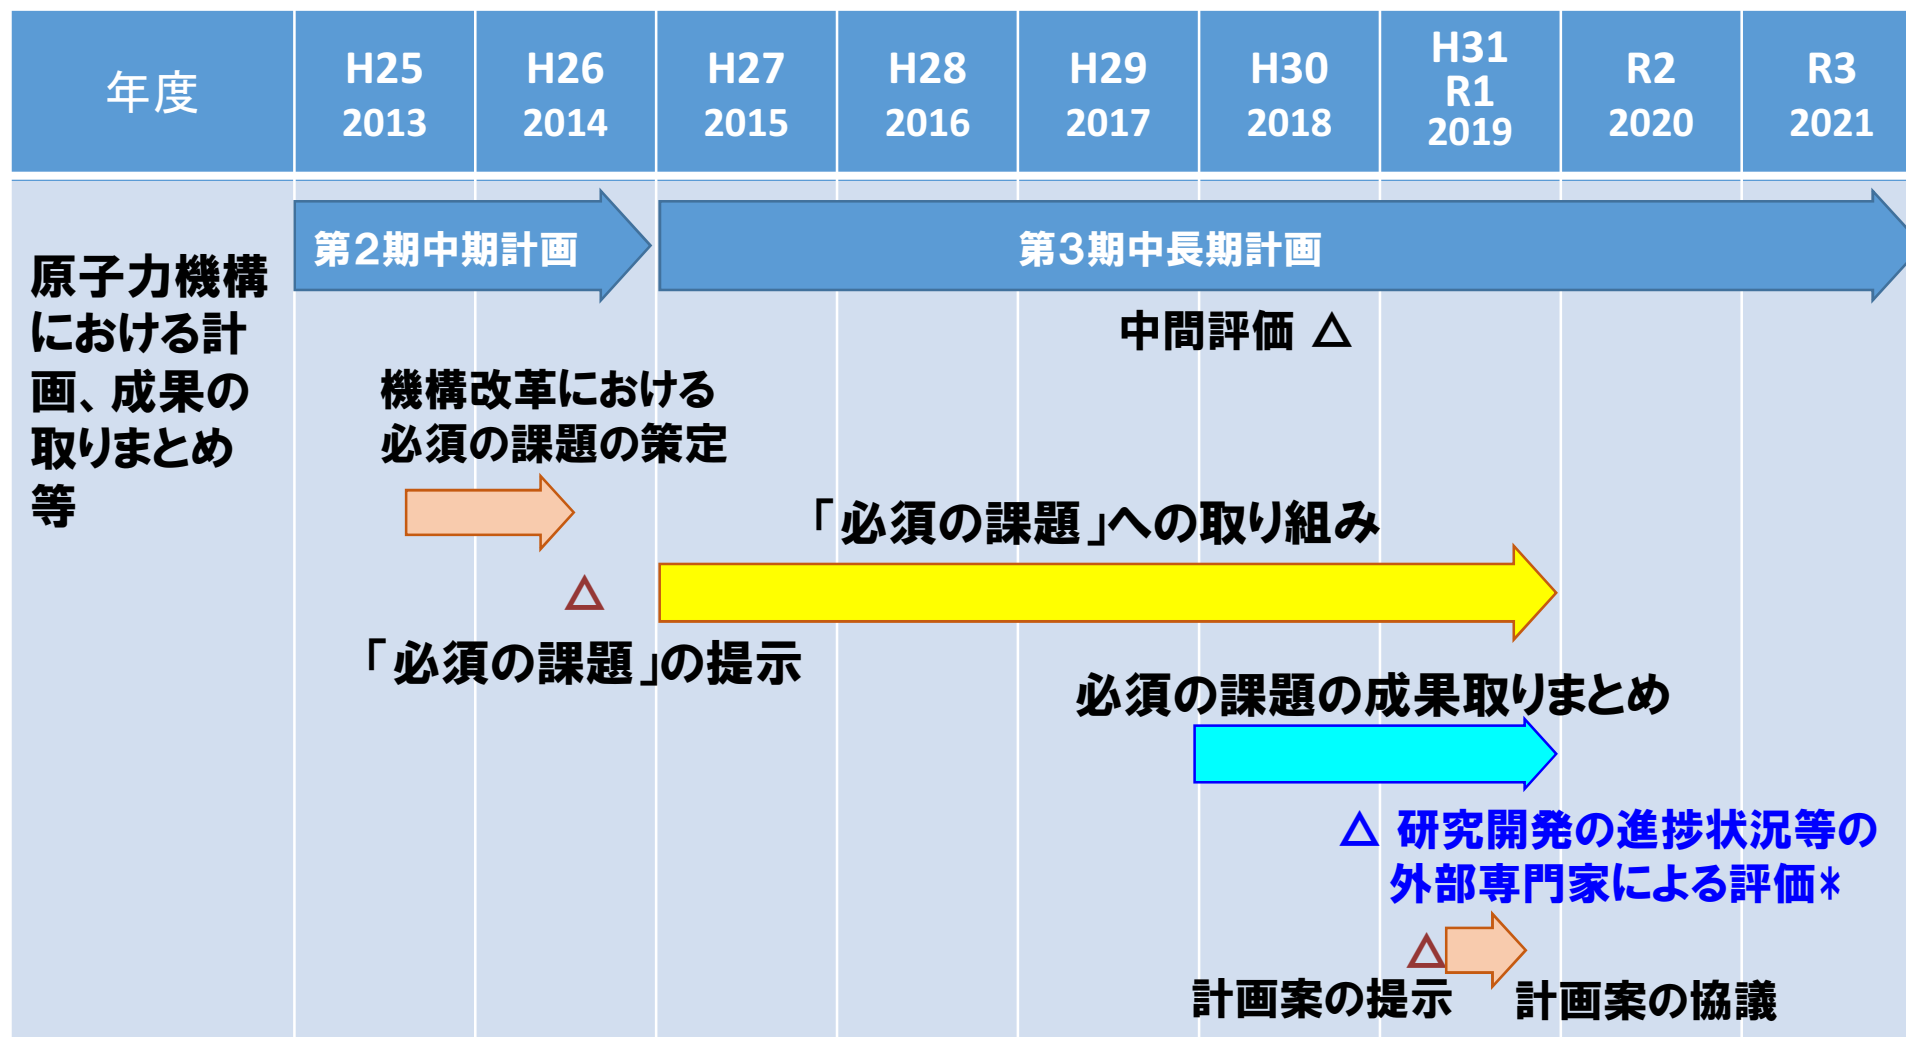 年度
H25
2013
H26
2014
H27
2015
H28
2016
H29
2017
H30
2018
H31
R1
2019
R2
2020
R3
2021
原子力機構
における計
画、成果の
取りまとめ
等
第2期中期計画
第3期中長期計画
中間評価 △
機構改革における
必須の課題の策定
「必須の課題」への取り組み
△
「必須の課題」の提示
必須の課題の成果取りまとめ
△ 研究開発の進捗状況等の
外部専門家による評価*
△
計画案の提示
計画案の協議